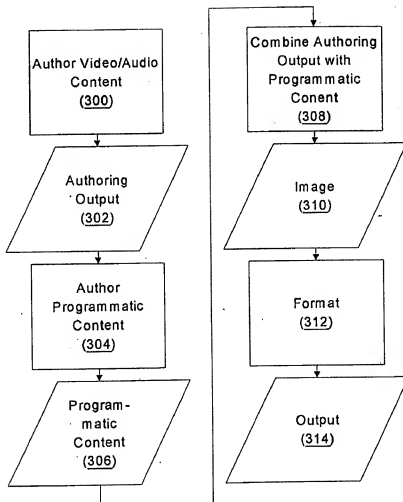 Author Video/Audio
Content
(300)
Authoring
Output
(302)
Author
Programmatic
Content
(304)
Program-
matic
Content
(306)
Combine Authoring
Output with
Programmatic
Conent
(308)
Image
(310)
Format
(312)
Output
(314)